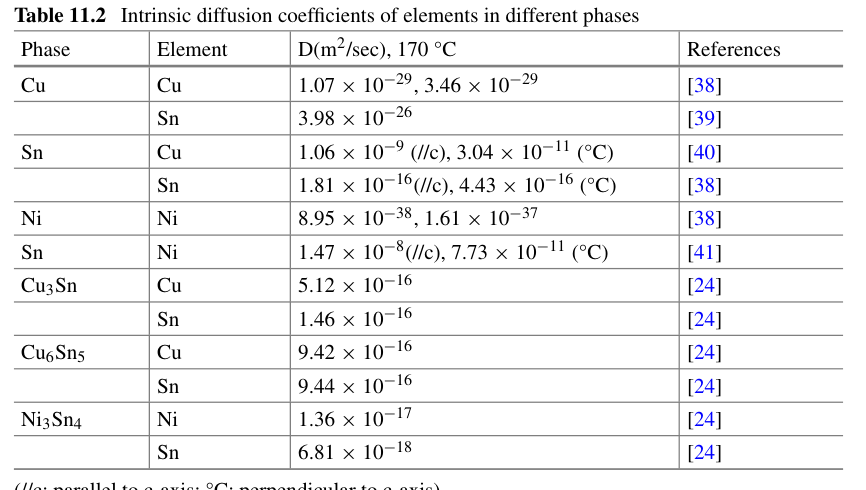 Table 11.2 Intrinsic diffusion coefficients of elements in different phases
Phase Element D(m²/sec), 170 °C References
Cu Cu 1.07 × 10⁻²⁹, 3.46 × 10⁻²⁹ [38]
Sn 3.98 × 10⁻²⁶ [39]
Sn Cu 1.06 × 10⁻⁹ (//c), 3.04 × 10⁻¹¹ (°C) [40]
Sn 1.81 × 10⁻¹⁶(//c), 4.43 × 10⁻¹⁶ (°C) [38]
Ni Ni 8.95 × 10⁻³⁸, 1.61 × 10⁻³⁷ [38]
Sn Ni 1.47 × 10⁻⁸(//c), 7.73 × 10⁻¹¹ (°C) [41]
Cu₃Sn Cu 5.12 × 10⁻¹⁶ [24]
Sn 1.46 × 10⁻¹⁶ [24]
Cu₆Sn₅ Cu 9.42 × 10⁻¹⁶ [24]
Sn 9.44 × 10⁻¹⁶ [24]
Ni₃Sn₄ Ni 1.36 × 10⁻¹⁷ [24]
Sn 6.81 × 10⁻¹⁸ [24]
(//c: parallel to c-axis; °C: perpendicular to c-axis)